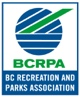 BCRPA
BC RECREATION AND
PARKS ASSOCIATION